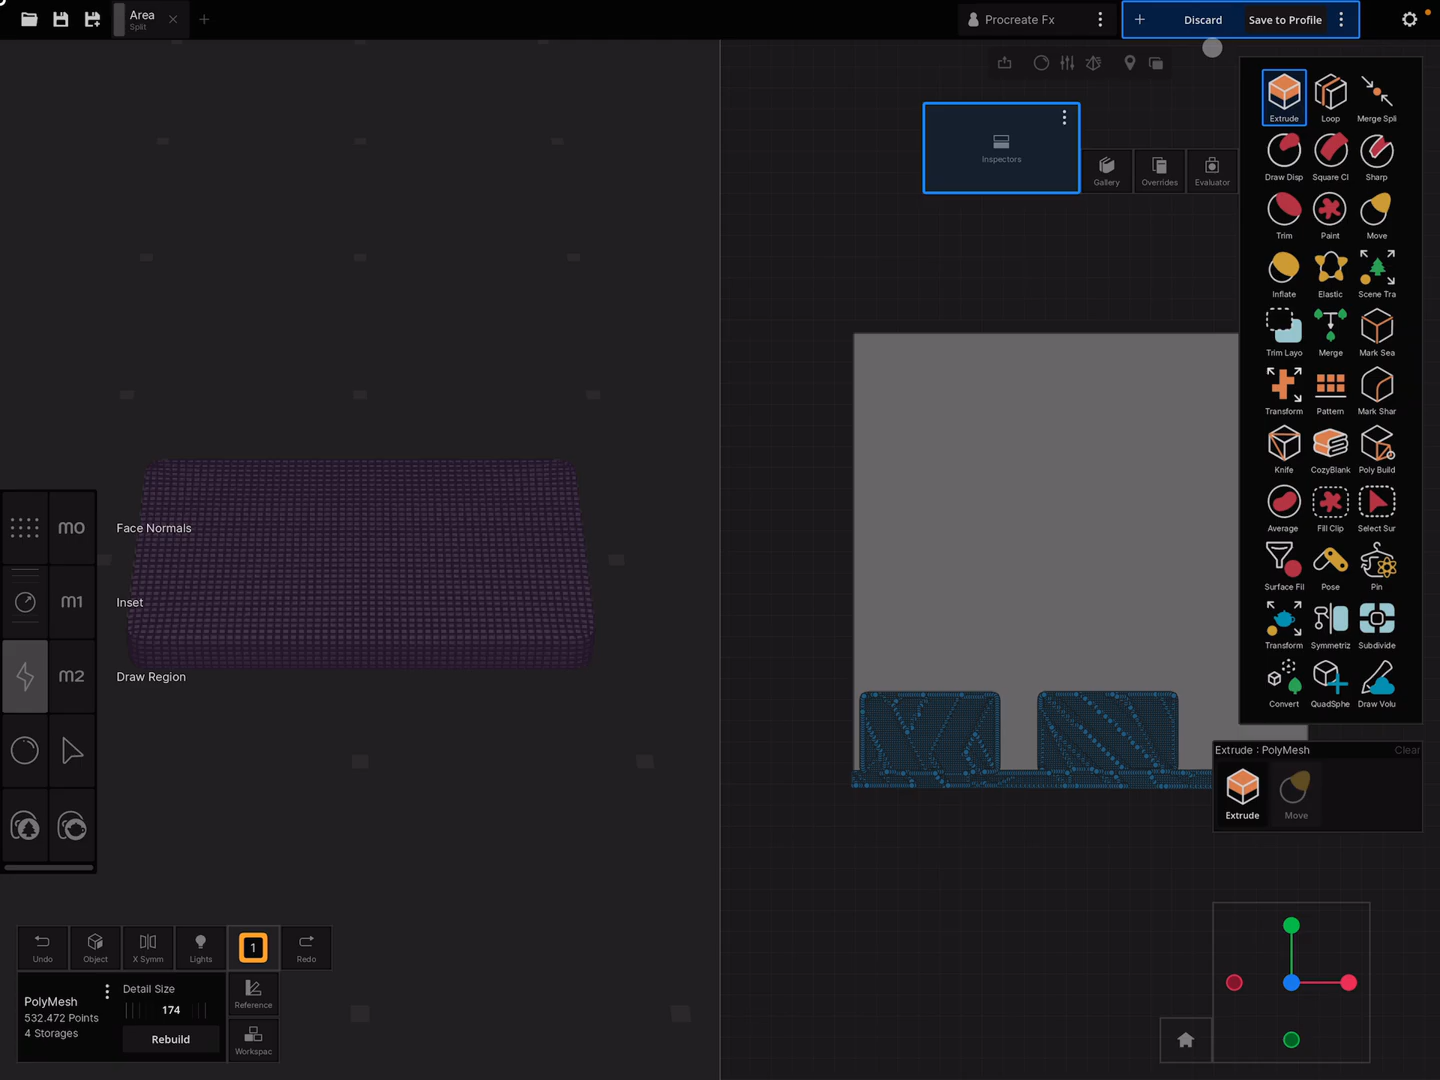 Area
Split
Procreate Fx
Discard
Save to Profile
Inspectors
Gallery
Overrides
Evaluator
Extrude
Loop
Merge Spli
Draw Disp
Square Cl
Sharp
Trim
Paint
Move
Inflate
Elastic
Scene Tra
Trim Layo
Merge
Mark Sea
Transform
Pattern
Mark Shar
Knife
CozyBlank
Poly Build
Average
Fill Clip
Select Sur
Surface Fil
Pose
Pin
Transform
Symmetriz
Subdivide
Convert
QuadSphe
Draw Volu
Extrude : PolyMesh
Clear
Extrude
Move
m0
Face Normals
m1
Inset
m2
Draw Region
Undo
Object
X Symm
Lights
1
Redo
PolyMesh
532.472 Points
4 Storages
Detail Size
174
Rebuild
Reference
Workspac